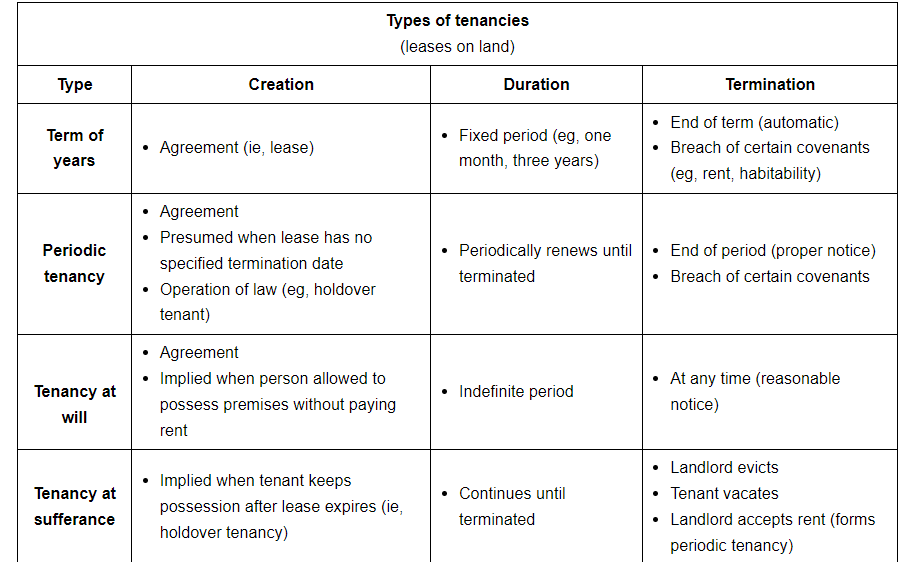 Types of tenancies
(leases on land)
Type
Creation
Duration
Termination
Term of
years
• Agreement (ie, lease)
• Fixed period (eg, one
month, three years)
• End of term (automatic)
• Breach of certain covenants
(eg, rent, habitability)
Periodic
tenancy
• Agreement
• Presumed when lease has no
specified termination date
• Operation of law (eg, holdover
tenant)
• Periodically renews until
terminated
• End of period (proper notice)
• Breach of certain covenants
Tenancy at
will
• Agreement
• Implied when person allowed to
possess premises without paying
rent
• Indefinite period
• At any time (reasonable
notice)
Tenancy at
sufferance
• Implied when tenant keeps
possession after lease expires (ie,
holdover tenancy)
• Continues until
terminated
• Landlord evicts
• Tenant vacates
• Landlord accepts rent (forms
periodic tenancy)